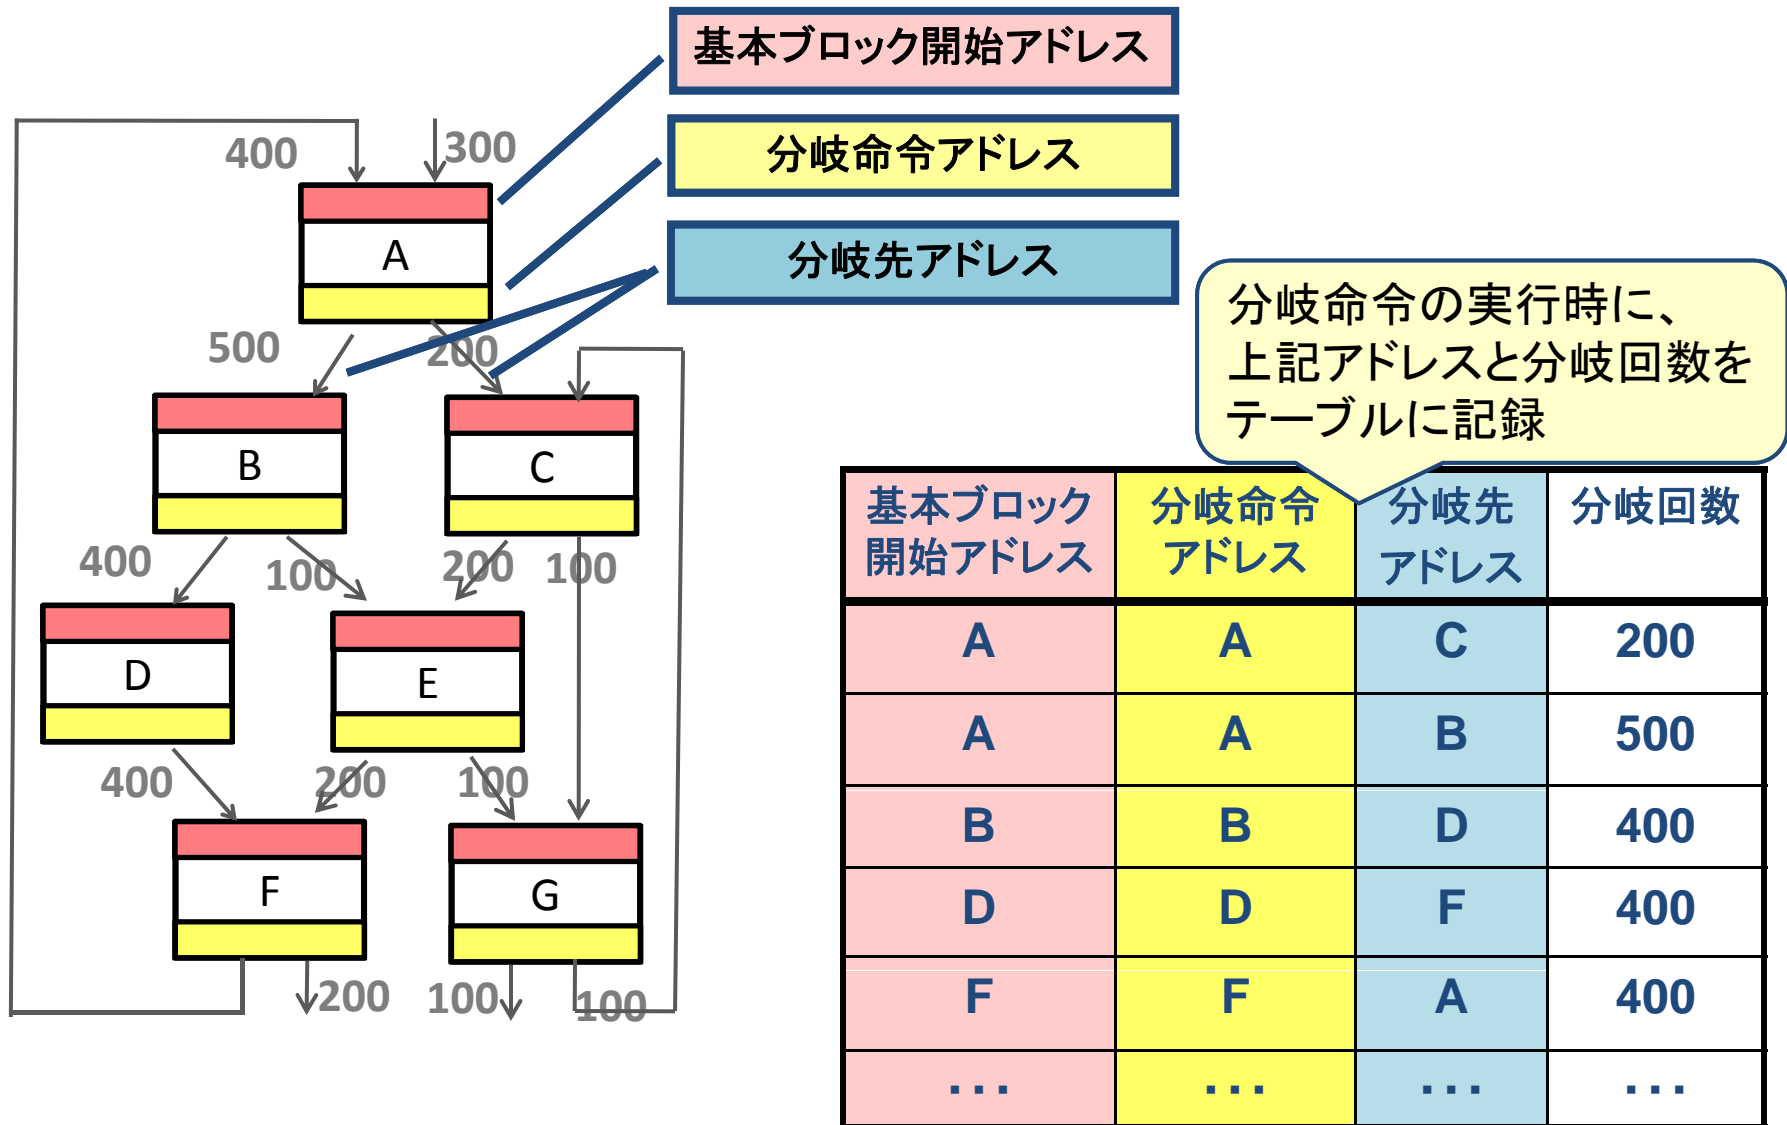 基本ブロック開始アドレス
分岐命令アドレス
分岐先アドレス
400
300
A
500
200
B
C
400
100
200
100
D
E
400
200
100
F
G
200
100
100
分岐命令の実行時に、
上記アドレスと分岐回数を
テーブルに記録
基本ブロック
開始アドレス
分岐命令
アドレス
分岐先
アドレス
分岐回数
A A C 200
A A B 500
B B D 400
D D F 400
F F A 400
... ... ... ...